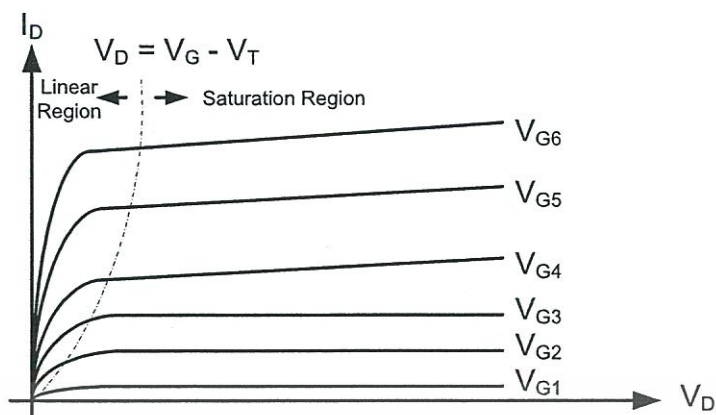 I_D
V_D = V_G - V_T
Linear
Region
Saturation Region
V_G6
V_G5
V_G4
V_G3
V_G2
V_G1
V_D